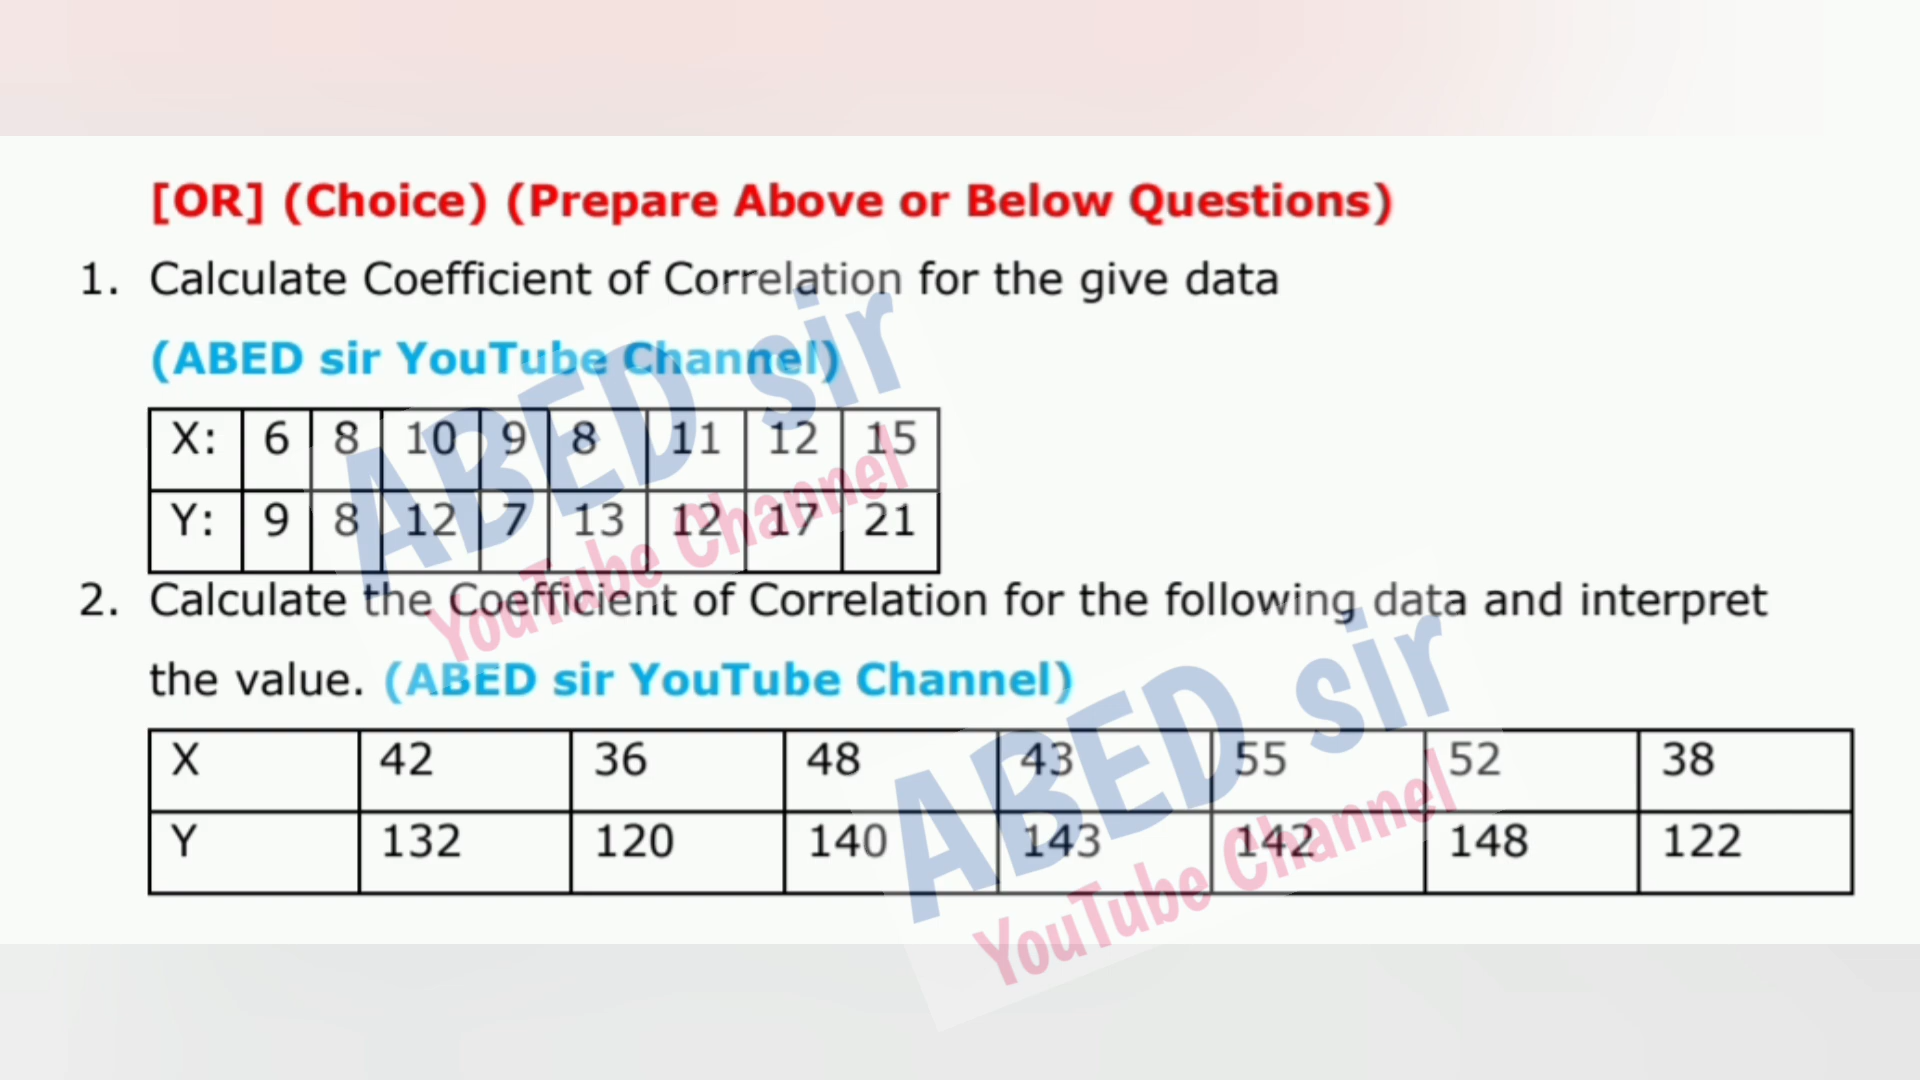 [OR] (Choice) (Prepare Above or Below Questions)
1. Calculate Coefficient of Correlation for the give data
(ABED sir YouTube Channel)
X: 6 8 10 9 8 11 12 15
Y: 9 8 12 7 13 12 17 21
ABED sir
YouTube Channel
2. Calculate the Coefficient of Correlation for the following data and interpret
the value. (ABED sir YouTube Channel)
X 42 36 48 43 55 52 38
Y 132 120 140 143 142 148 122
ABED sir
YouTube Channel